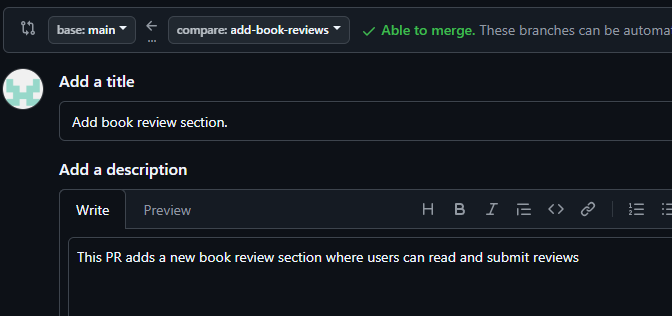 base: main compare: add-book-reviews Able to merge. These branches can be
Add a title
Add book review section.
Add a description
Write Preview H B I
This PR adds a new book review section where users can read and submit reviews